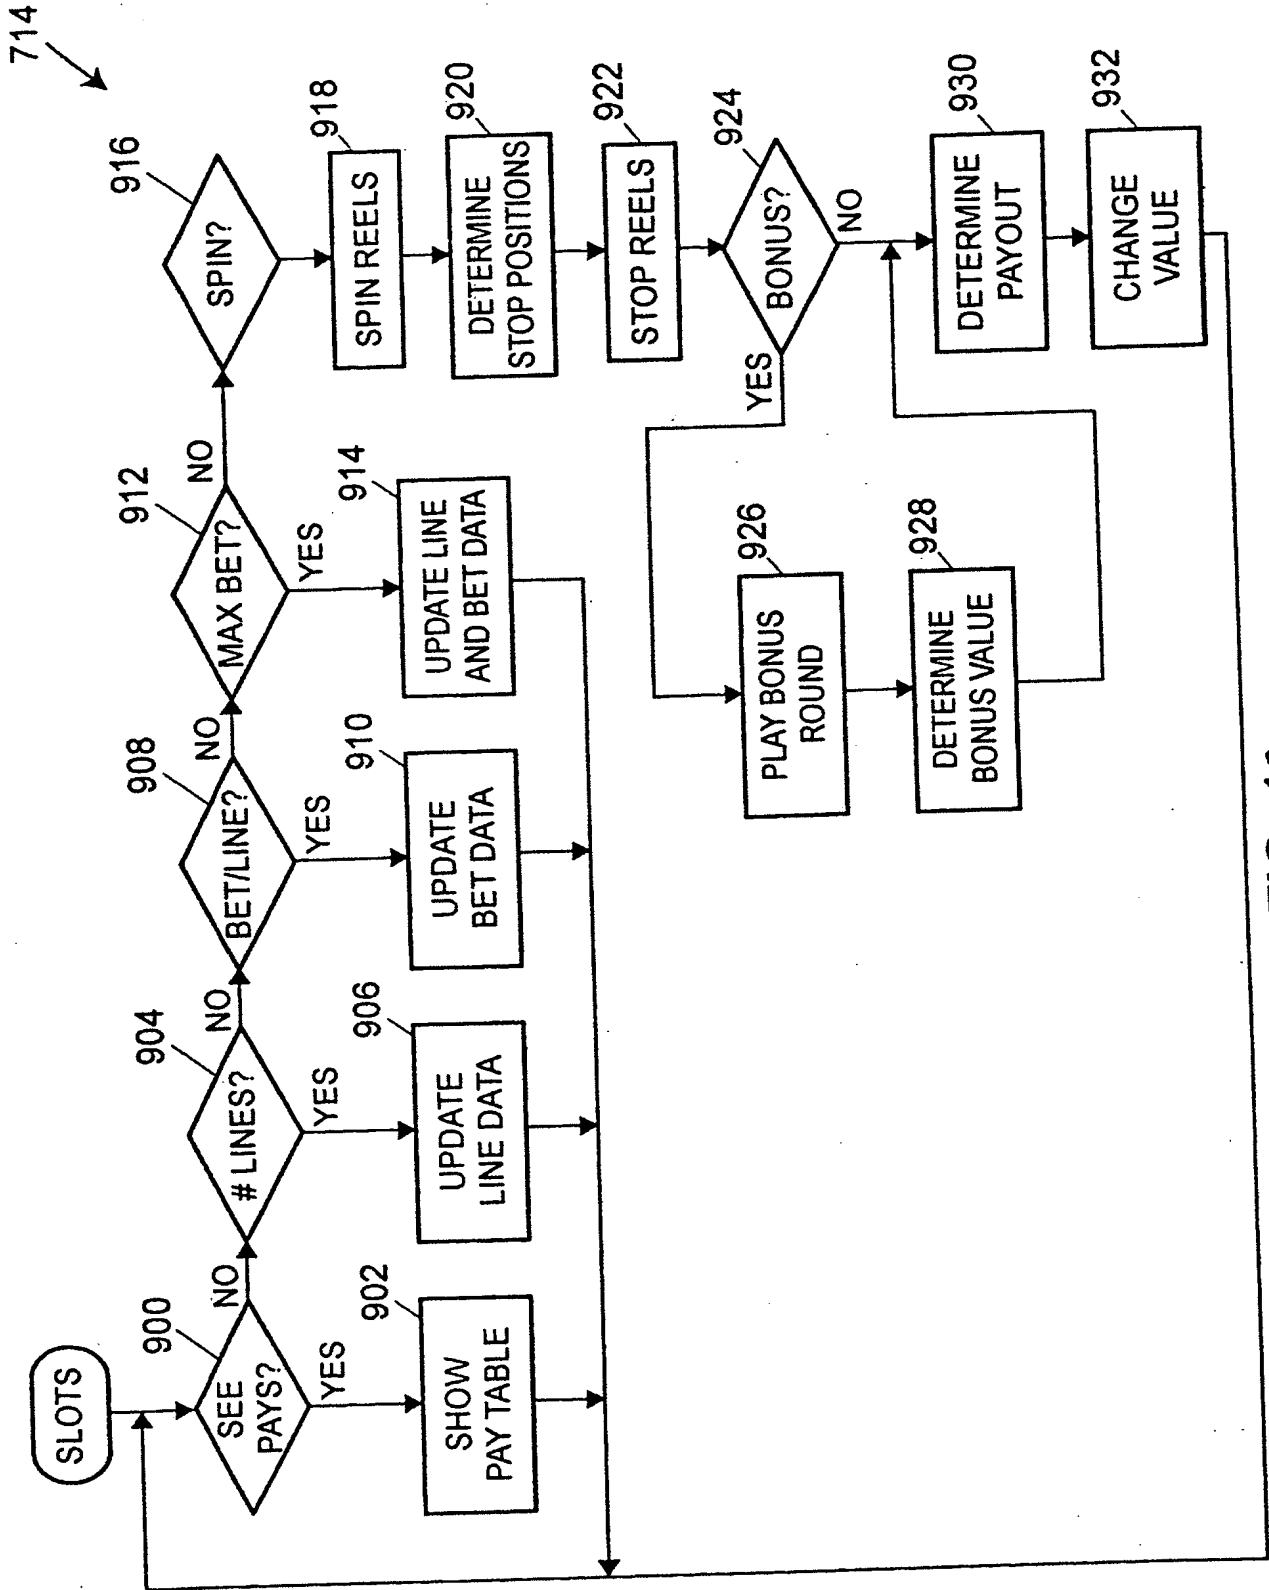 714
SLOTS
900
SEE
PAYS?
NO
YES
902
SHOW
PAY TABLE
904
# LINES?
NO
YES
906
UPDATE
LINE DATA
908
BET/LINE?
NO
YES
910
UPDATE
BET DATA
912
MAX BET?
NO
YES
914
UPDATE LINE
AND BET DATA
916
SPIN?
918
SPIN REELS
920
DETERMINE
STOP POSITIONS
922
STOP REELS
924
BONUS?
YES
NO
926
PLAY BONUS
ROUND
928
DETERMINE
BONUS VALUE
930
DETERMINE
PAYOUT
932
CHANGE
VALUE